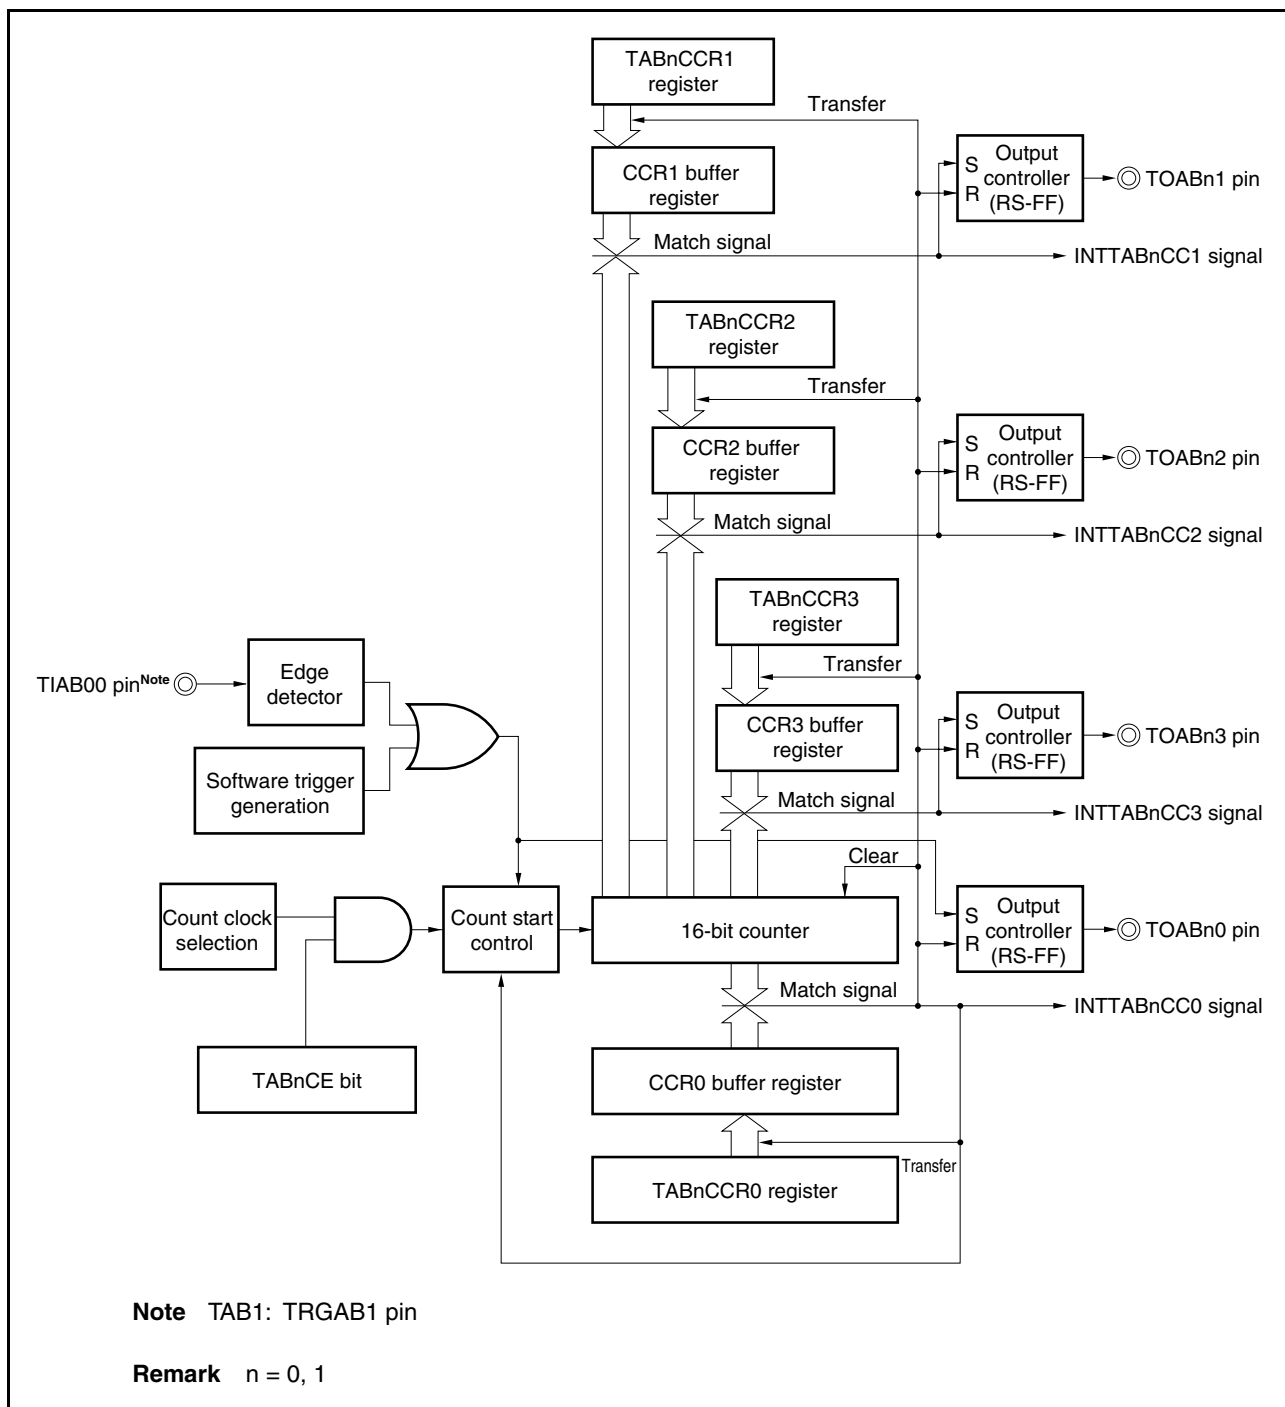 TABnCCR1
register
Transfer
CCR1 buffer
register
S
R
Output
controller
(RS-FF)
TOABn1 pin
Match signal
INTTABnCC1 signal
TABnCCR2
register
Transfer
CCR2 buffer
register
S
R
Output
controller
(RS-FF)
TOABn2 pin
Match signal
INTTABnCC2 signal
TABnCCR3
register
Transfer
TIAB00 pinNote
Edge
detector
CCR3 buffer
register
S
R
Output
controller
(RS-FF)
TOABn3 pin
Software trigger
generation
Match signal
INTTABnCC3 signal
Clear
Count clock
selection
Count start
control
16-bit counter
S
R
Output
controller
(RS-FF)
TOABn0 pin
Match signal
INTTABnCC0 signal
TABnCE bit
CCR0 buffer register
Transfer
TABnCCR0 register
Note TAB1: TRGAB1 pin
Remark n = 0, 1